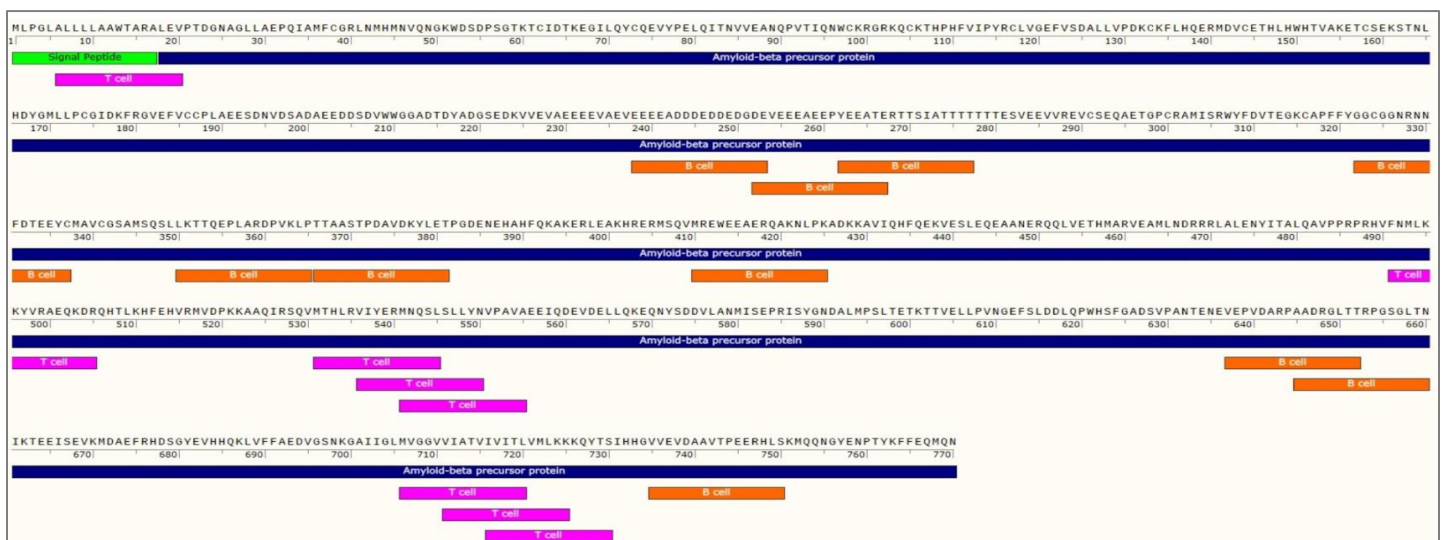 MLPGLALLLLAAWTARALEVPTDGNAGLLAEPQIAMFCGRLNMHMNVQNGKWDSDPSGTKTCIDTKEGILQYCQEVYPELQITNVVEANQPVTIQNWCKRGRKQCKTHPHFVIPYRCLVGEFVSDALLVPDKCKFLHQERMDVCETHLHWHTVAKETCSEKSTNL
1 10 20 30 40 50 60 70 80 90 100 110 120 130 140 150 160
Signal Peptide Amyloid-beta precursor protein
T cell
HDYGMLLPCGIDKFRGVEFVCCPLAEESDNVDSADAEEDDSDVWWGGADTDYADGSEDKVVEVAEEEEVAEVEEEEADDDEDDEDGDEVEEEAEEPYEEATERTTSIATTTTTTTESVEEVVREVCSEQAETGPCRAMISRWYFDVTEGKCAPFFYGGCGGNRNN
170 180 190 200 210 220 230 240 250 260 270 280 290 300 310 320 330
Amyloid-beta precursor protein
B cell B cell B cell
B cell
FDTEEYCMAVCGSAMSQSLLKTTQEPLARDPVKLPTTAASTPDAVDKYLETPGDENEHAHFQKAKERLEAKHRERMSQVMREWEEAERQAKNLPKADKKAVIQHFQEKVESLEQEAANERQQLVETHMARVEAMLNDRRRLALENYITALQAVPPRPRHVFNMLK
340 350 360 370 380 390 400 410 420 430 440 450 460 470 480 490
Amyloid-beta precursor protein
B cell B cell B cell B cell T cell
KYVRAEQKDRQHTLKHFEHVRMVDPKKAAQIRSQVMTHLRVIYERMNQSLSLLYNVPAVAEEIQDEVDELLQKEQNYSDDVLANMISEPRISYGNDALMPSLTETKTTVELLPVNGEFSLDDLQPWHSFGADSVPANTENEVEPVDARPAADRGLTTRPGSGLTN
500 510 520 530 540 550 560 570 580 590 600 610 620 630 640 650 660
Amyloid-beta precursor protein
T cell T cell B cell
T cell B cell
T cell
IKTEEISEVKMDAEFRHDSGYEVHHQKLVFFAEDVGSNKGAIIGLMVGGVVIATVIVITLVMLKKKQYTSIHHGVVEVDAAVTPEERHLSKMQQNGYENPTYKFFEQMQN
670 680 690 700 710 720 730 740 750 760 770
Amyloid-beta precursor protein
T cell B cell
T cell
T cell